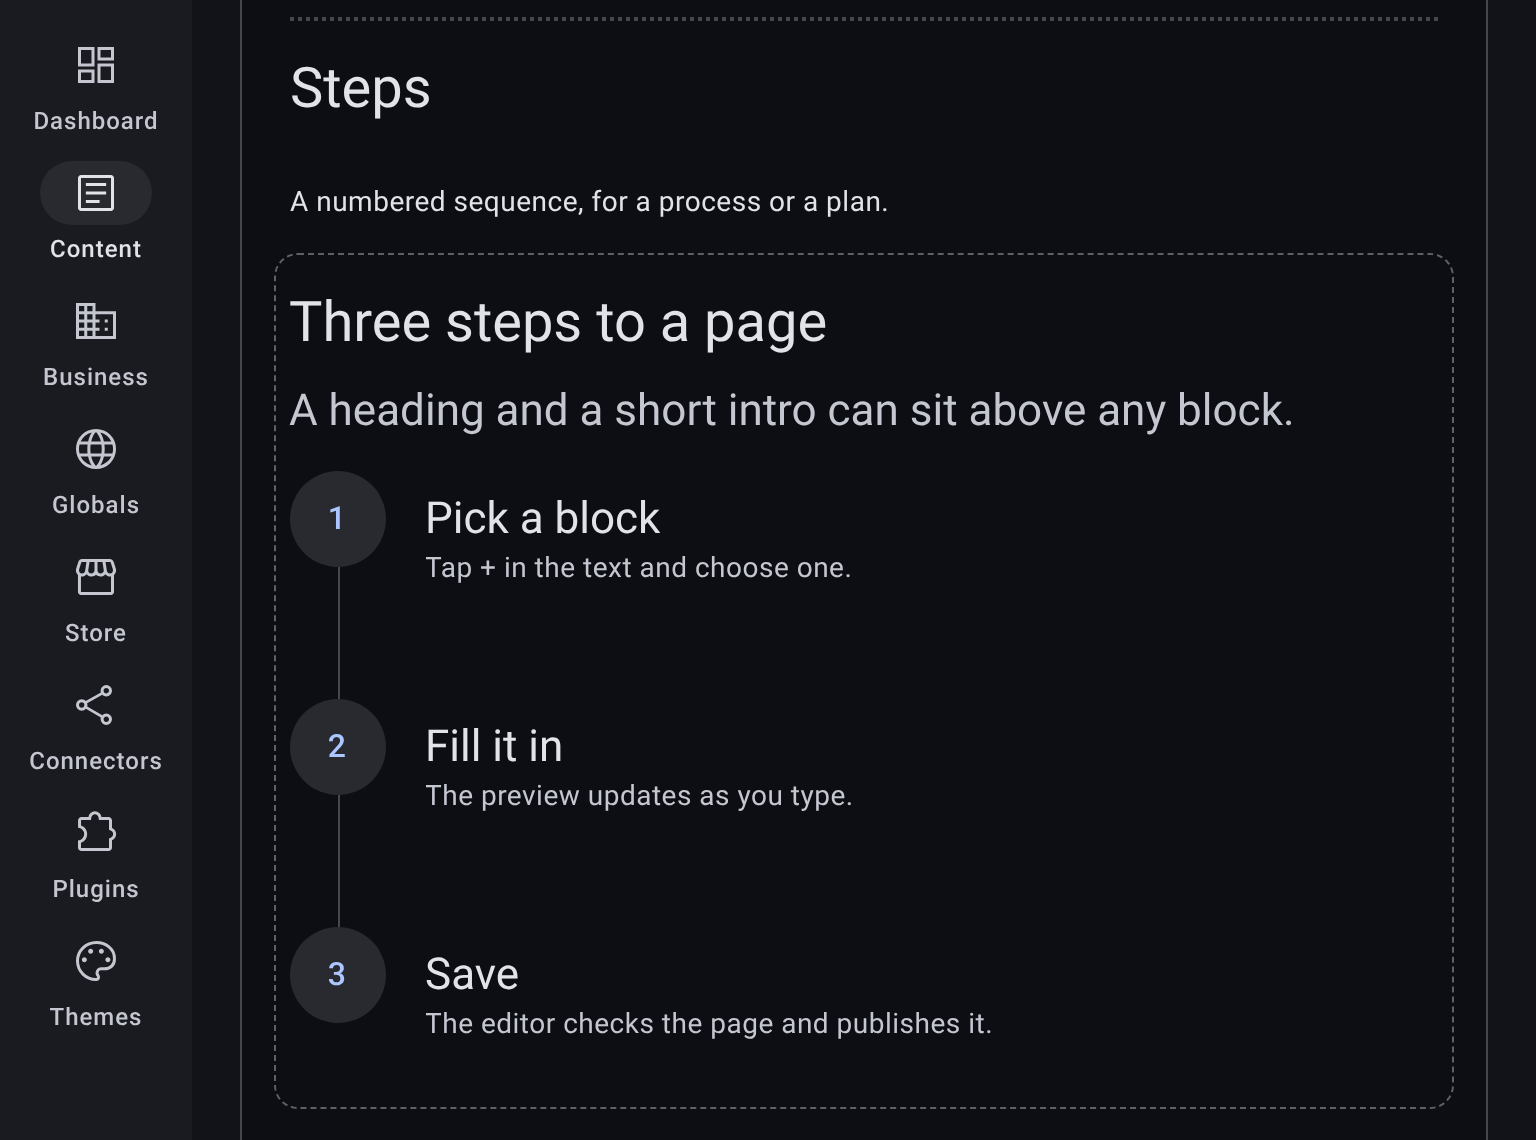 Dashboard
Content
Business
Globals
Store
Connectors
Plugins
Themes
Steps
A numbered sequence, for a process or a plan.
Three steps to a page
A heading and a short intro can sit above any block.
1
Pick a block
Tap + in the text and choose one.
2
Fill it in
The preview updates as you type.
3
Save
The editor checks the page and publishes it.